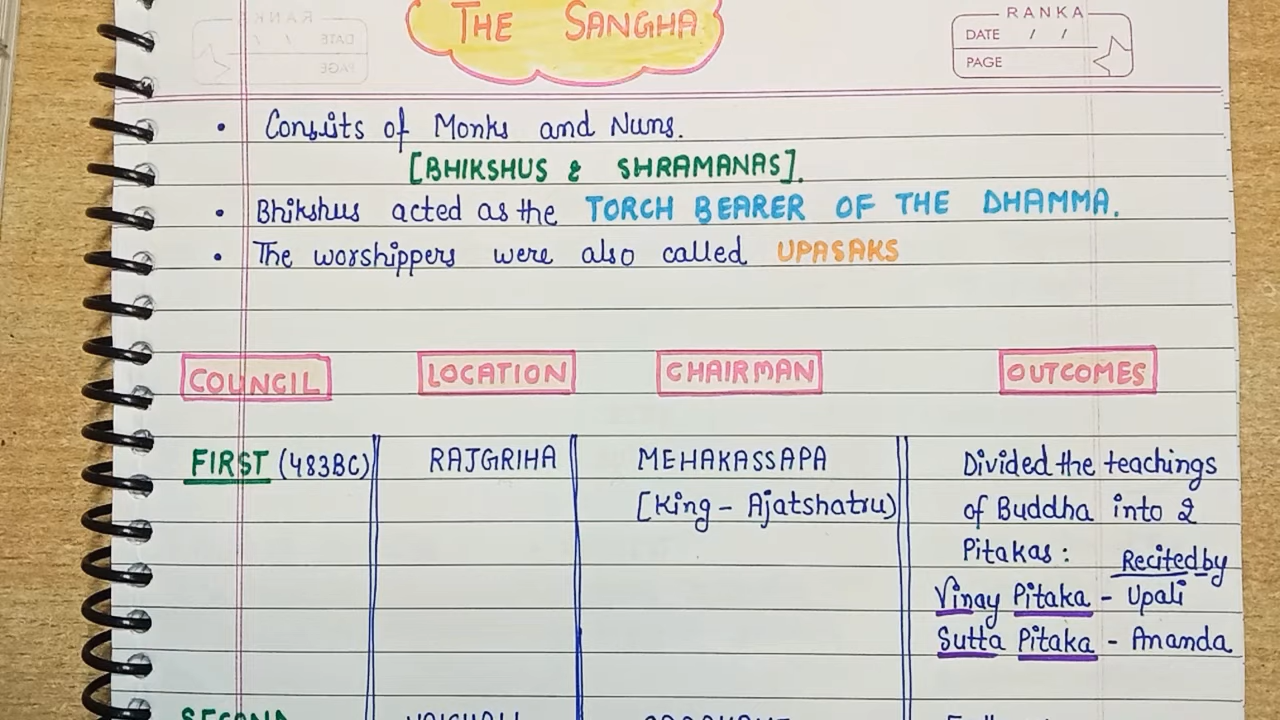 THE SANGHA
RANKA
DATE / /
PAGE
• Consits of Monks and Nuns.
[BHIKSHUS & SHRAMANAS].
• Bhikshus acted as the TORCH BEARER OF THE DHAMMA.
• The worshippers were also called UPASAKS
COUNCIL LOCATION CHAIRMAN OUTCOMES
FIRST (483BC) RAJGRIHA MEHAKASSAPA Divided the teachings
[King - Ajatshatru] of Buddha into 2
Pitakas : Recited by
Vinay Pitaka - Upali
Sutta Pitaka - Ananda
SECOND